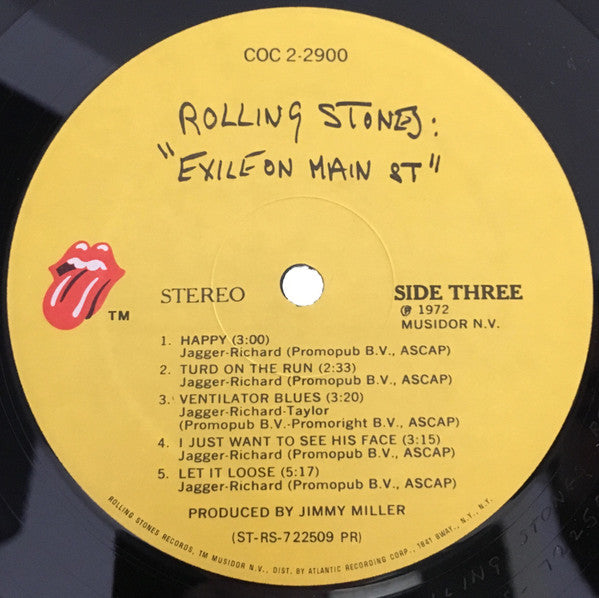 COC 2-2900
ROLLING STONES:
"EXILE ON MAIN ST"
TM
STEREO
SIDE THREE
℗ 1972
MUSIDOR N.V.
1. HAPPY (3:00)
Jagger-Richard (Promopub B.V., ASCAP)
2. TURD ON THE RUN (2:33)
Jagger-Richard (Promopub B.V., ASCAP)
3. VENTILATOR BLUES (3:20)
Jagger-Richard-Taylor
(Promopub B.V.-Promoright B.V., ASCAP)
4. I JUST WANT TO SEE HIS FACE (3:15)
Jagger-Richard (Promopub B.V., ASCAP)
5. LET IT LOOSE (5:17)
Jagger-Richard (Promopub B.V., ASCAP)
PRODUCED BY JIMMY MILLER
(ST-RS-722509 PR)
ROLLING STONES RECORDS, TM MUSIDOR N.V., DIST. BY ATLANTIC RECORDING CORP., 1841 BWAY., N.Y., N.Y.